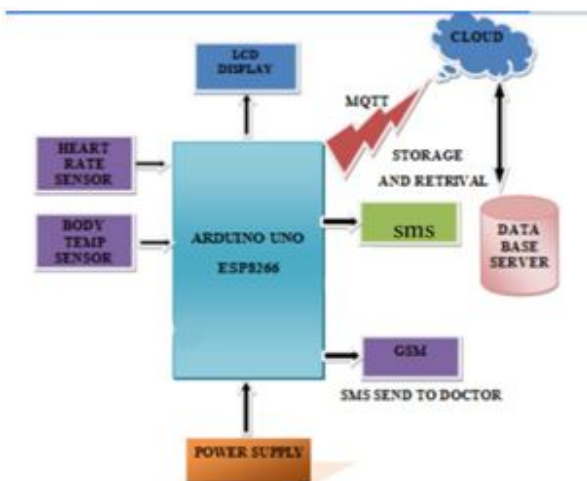 CLOUD
LCD
DISPLAY
MQTT
HEART
RATE
SENSOR
STORAGE
AND RETRIVAL
BODY
TEMP
SENSOR
ARDUINO UNO
ESP8266
sms
DATA
BASE
SERVER
GSM
SMS SEND TO DOCTOR
POWER SUPPLY